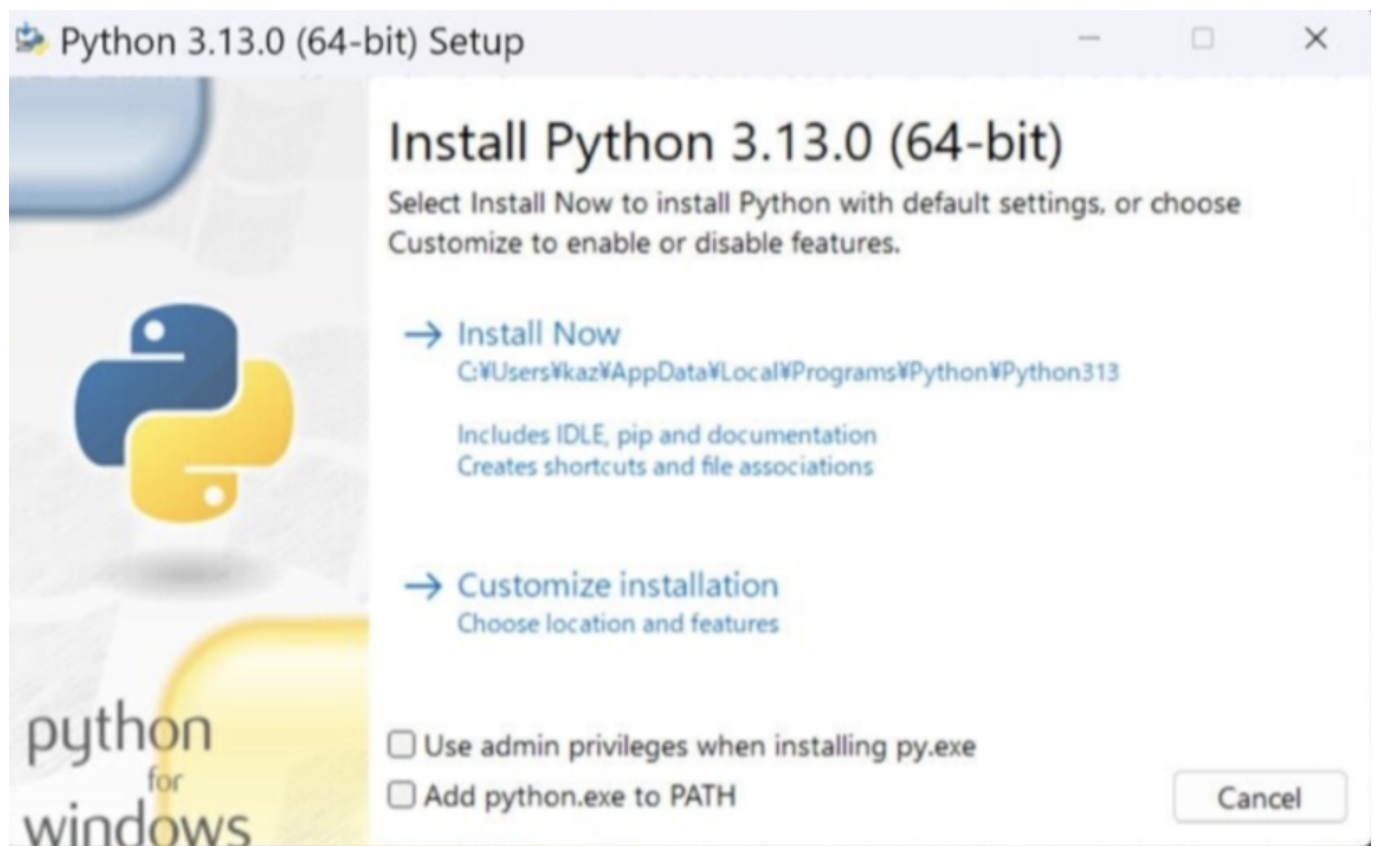 Python 3.13.0 (64-bit) Setup
Install Python 3.13.0 (64-bit)
Select Install Now to install Python with default settings, or choose
Customize to enable or disable features.
Install Now
C:¥Users¥kaz¥AppData¥Local¥Programs¥Python¥Python313
Includes IDLE, pip and documentation
Creates shortcuts and file associations
Customize installation
Choose location and features
Use admin privileges when installing py.exe
Add python.exe to PATH
Cancel
python
for
windows